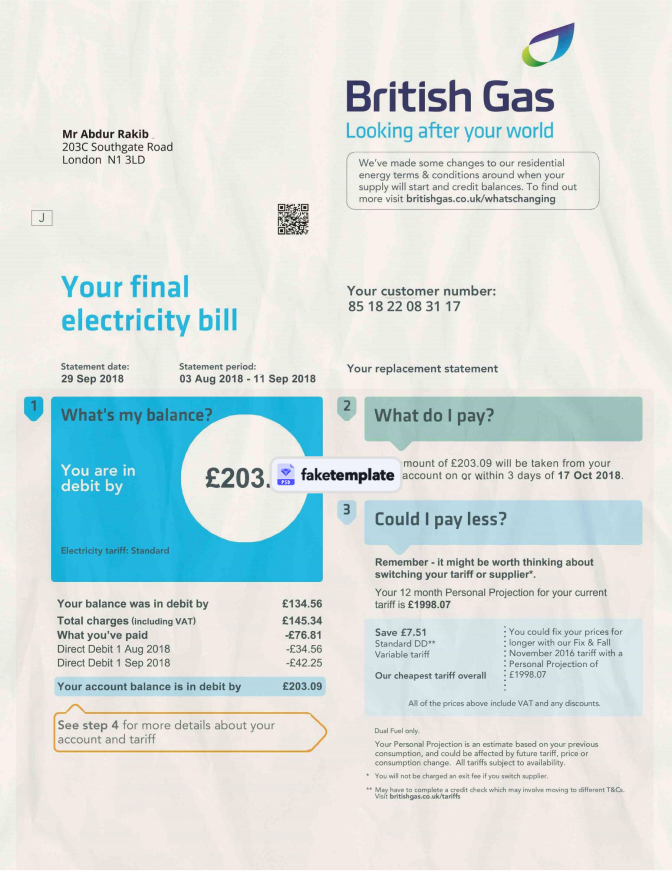 British Gas
Looking after your world
Mr Abdur Rakib
203C Southgate Road
London N1 3LD
We've made some changes to our residential
energy terms & conditions around when your
supply will start and credit balances. To find out
more visit britishgas.co.uk/whatschanging
J
Your final
electricity bill
Your customer number:
85 18 22 08 31 17
Statement date:
29 Sep 2018
Statement period:
03 Aug 2018 - 11 Sep 2018
Your replacement statement
1
What's my balance?
You are in
debit by
£203.
Electricity tariff: Standard
PSD
faketemplate
Your balance was in debit by £134.56
Total charges (including VAT) £145.34
What you've paid -£76.81
Direct Debit 1 Aug 2018 -£34.56
Direct Debit 1 Sep 2018 -£42.25
Your account balance is in debit by £203.09
See step 4 for more details about your
account and tariff
2
What do I pay?
mount of £203.09 will be taken from your
account on or within 3 days of 17 Oct 2018.
3
Could I pay less?
Remember - it might be worth thinking about
switching your tariff or supplier*.
Your 12 month Personal Projection for your current
tariff is £1998.07
Save £7.51
Standard DD**
Variable tariff
Our cheapest tariff overall
You could fix your prices for
longer with our Fix & Fall
November 2016 tariff with a
Personal Projection of
£1998.07
All of the prices above include VAT and any discounts.
Dual Fuel only.
Your Personal Projection is an estimate based on your previous
consumption, and could be affected by future tariff, price or
consumption change. All tariffs subject to availability.
* You will not be charged an exit fee if you switch supplier.
** May have to complete a credit check which may involve moving to different T&Cs.
Visit britishgas.co.uk/tariffs